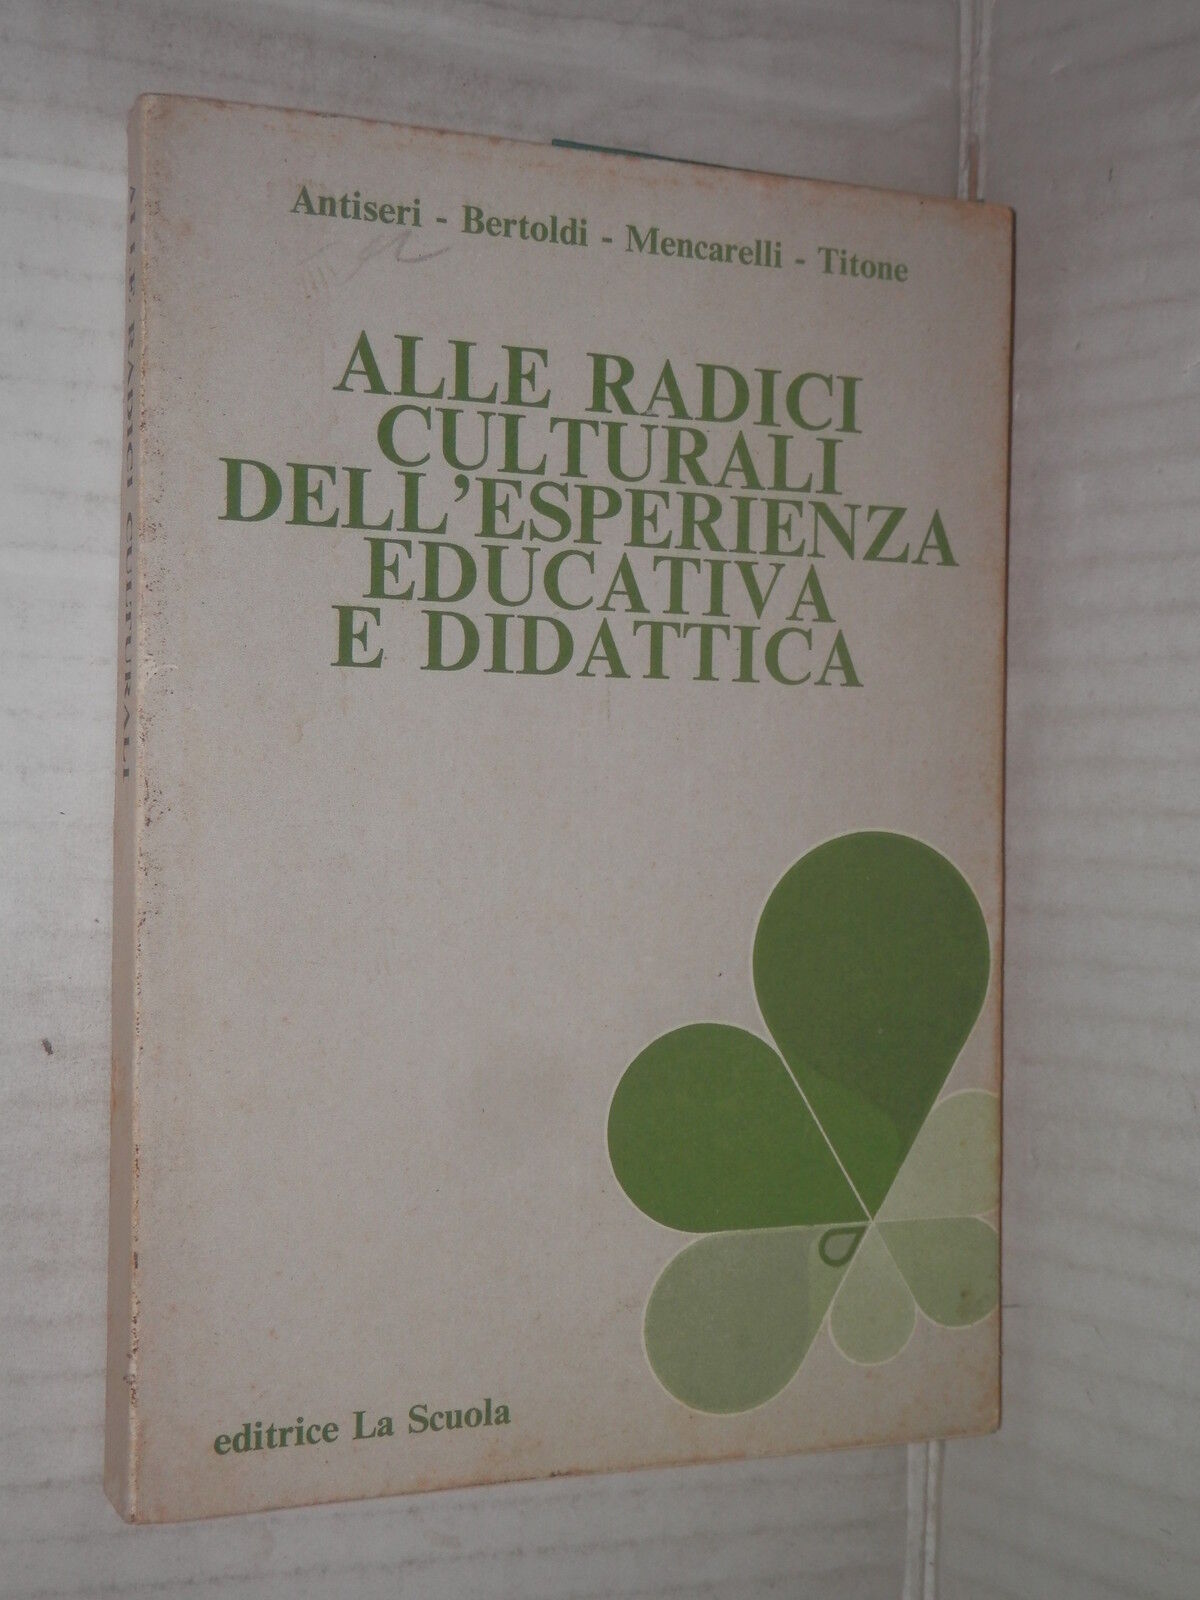 Antiseri - Bertoldi - Mencarelli - Titone
ALLE RADICI
CULTURALI
DELL'ESPERIENZA
EDUCATIVA
E DIDATTICA
editrice La Scuola
ALLE RADICI CULTURALI